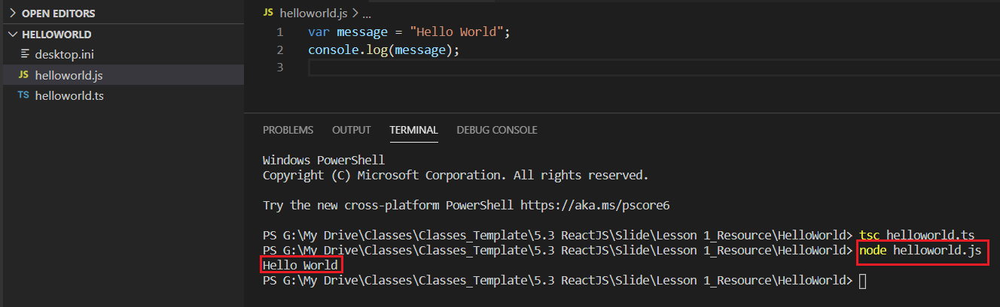 OPEN EDITORS
HELLOWORLD
desktop.ini
JS helloworld.js
TS helloworld.ts
JS helloworld.js > ...
1 var message = "Hello World";
2 console.log(message);
3
PROBLEMS OUTPUT TERMINAL DEBUG CONSOLE
Windows PowerShell
Copyright (C) Microsoft Corporation. All rights reserved.
Try the new cross-platform PowerShell https://aka.ms/pscore6
PS G:\My Drive\Classes\Classes_Template\5.3 ReactJS\Slide\Lesson 1_Resource\HelloWorld> tsc helloworld.ts
PS G:\My Drive\Classes\Classes_Template\5.3 ReactJS\Slide\Lesson 1_Resource\HelloWorld> node helloworld.js
Hello World
PS G:\My Drive\Classes\Classes_Template\5.3 ReactJS\Slide\Lesson 1_Resource\HelloWorld>